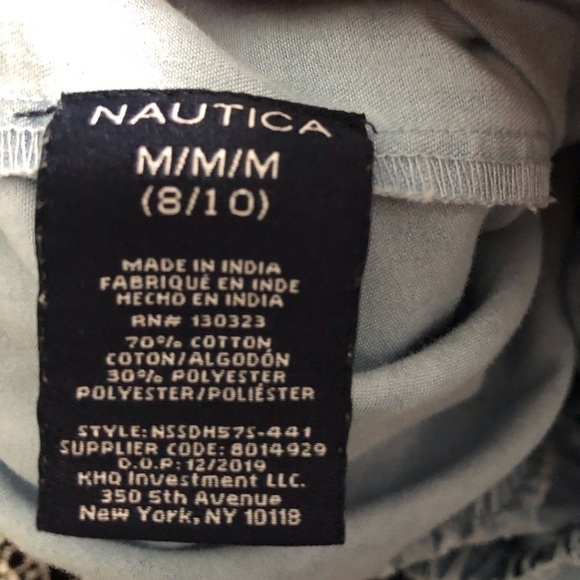 NAUTICA
M/M/M
(8/10)
MADE IN INDIA
FABRIQUÉ EN INDE
HECHO EN INDIA
RN# 130323
70% COTTON
COTON/ALGODÓN
30% POLYESTER
POLYESTER/POLIÉSTER
STYLE:NSSDH57S-441
SUPPLIER CODE: 8014929
D.O.P: 12/2019
KHQ Investment LLC.
350 5th Avenue
New York, NY 10118